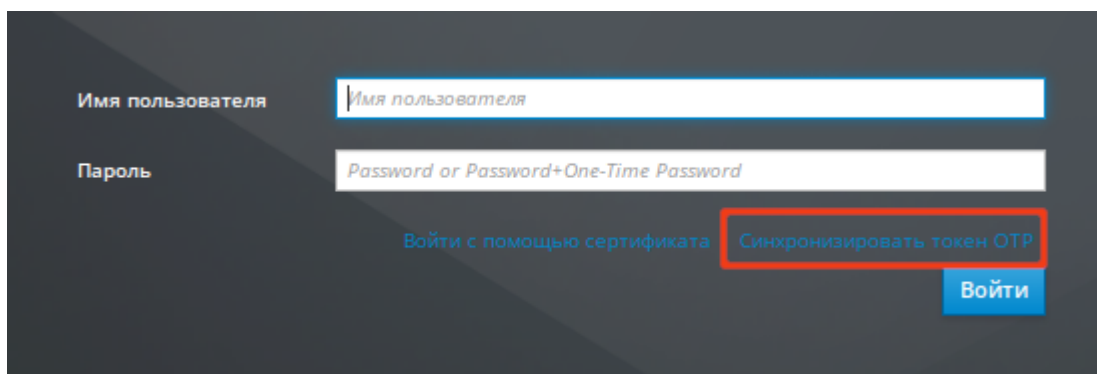 Имя пользователя Имя пользователя
Пароль Password or Password+One-Time Password
Войти с помощью сертификата Синхронизировать токен OTP
Войти